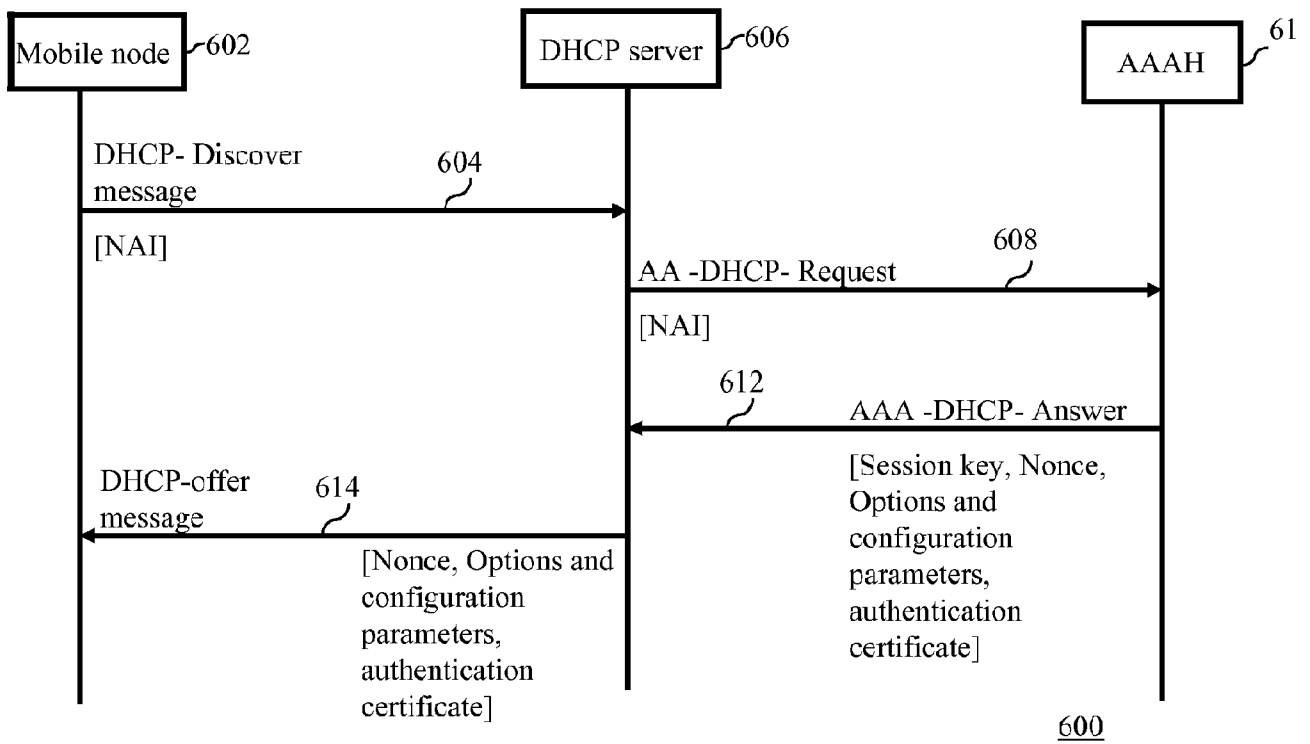 Mobile node
602
DHCP server
606
AAAH
61
DHCP- Discover
message
604
[NAI]
AA -DHCP- Request
608
[NAI]
612
AAA -DHCP- Answer
[Session key, Nonce,
Options and
configuration
parameters,
authentication
certificate]
DHCP-offer
message
614
[Nonce, Options and
configuration
parameters,
authentication
certificate]
600